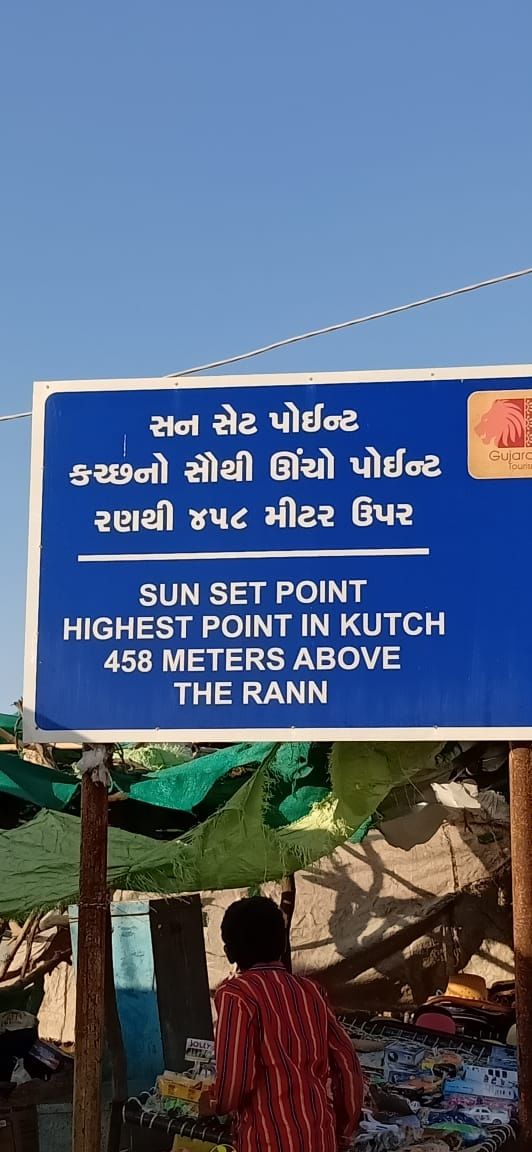 સન સેટ પોઈન્ટ
કચ્છનો સૌથી ઊંચો પોઈન્ટ
રણથી ૪૫૮ મીટર ઉપર
SUN SET POINT
HIGHEST POINT IN KUTCH
458 METERS ABOVE
THE RANN
JOLLY